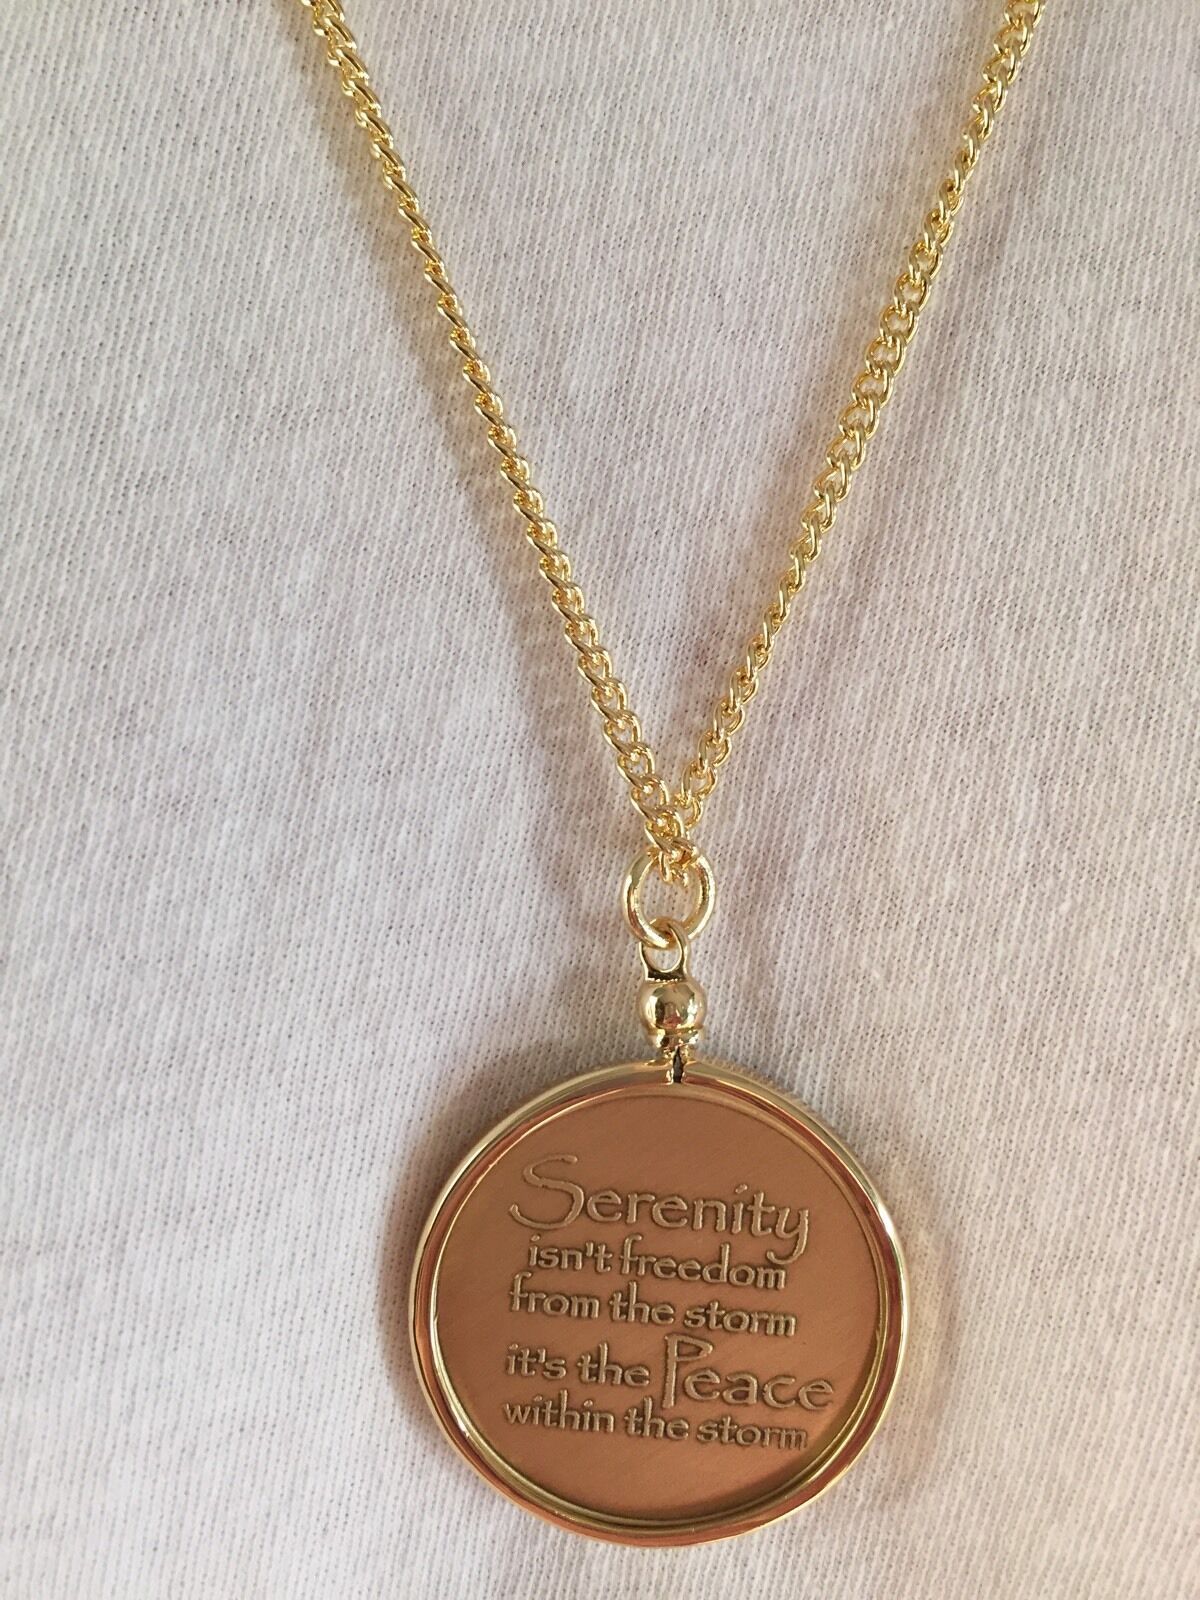 Serenity
isn't freedom
from the storm
it's the Peace
within the storm